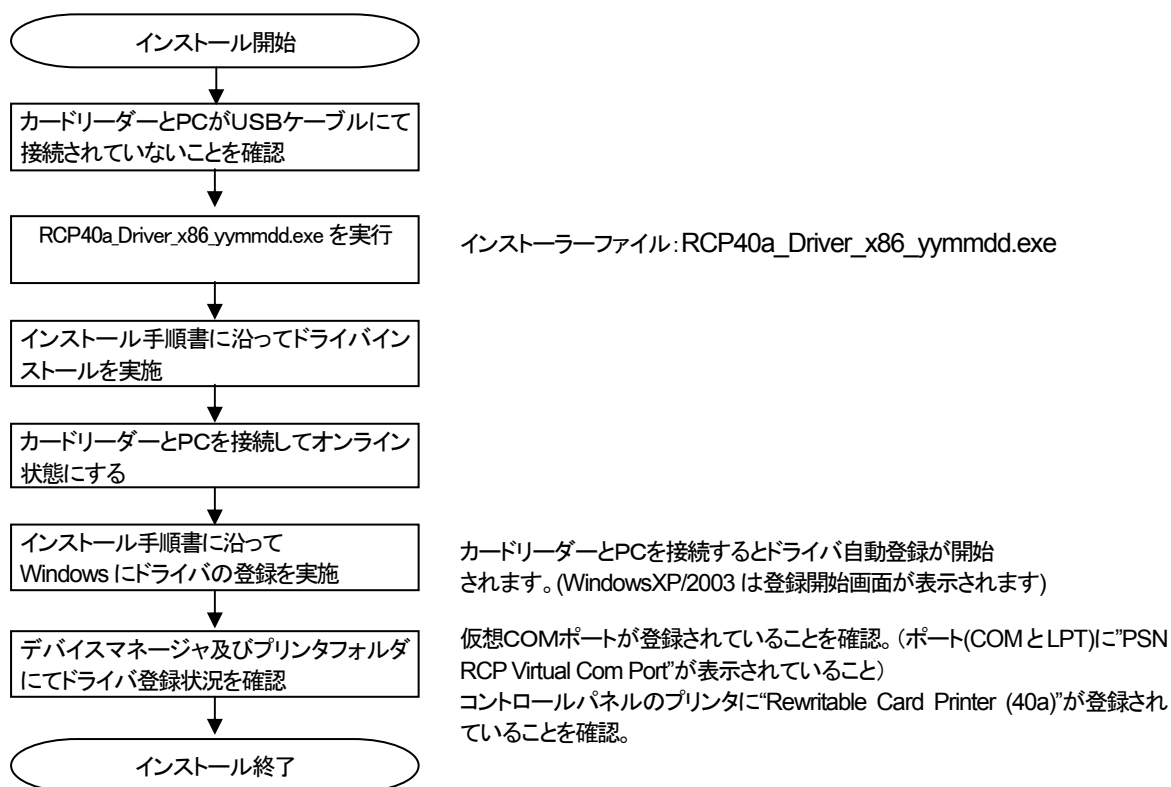 インストール開始
カードリーダーとPCがUSBケーブルにて
接続されていないことを確認
RCP40a_Driver_x86_yymmdd.exe を実行
インストーラーファイル：RCP40a_Driver_x86_yymmdd.exe
インストール手順書に沿ってドライバイン
ストールを実施
カードリーダーとPCを接続してオンライン
状態にする
インストール手順書に沿って
Windows にドライバの登録を実施
カードリーダーとPCを接続するとドライバ自動登録が開始
されます。(WindowsXP/2003 は登録開始画面が表示されます)
デバイスマネージャ及びプリンタフォルダ
にてドライバ登録状況を確認
仮想COMポートが登録されていることを確認。（ポート(COM と LPT)に”PSN
RCP Virtual Com Port”が表示されていること）
コントロールパネルのプリンタに“Rewritable Card Printer (40a)”が登録され
ていることを確認。
インストール終了